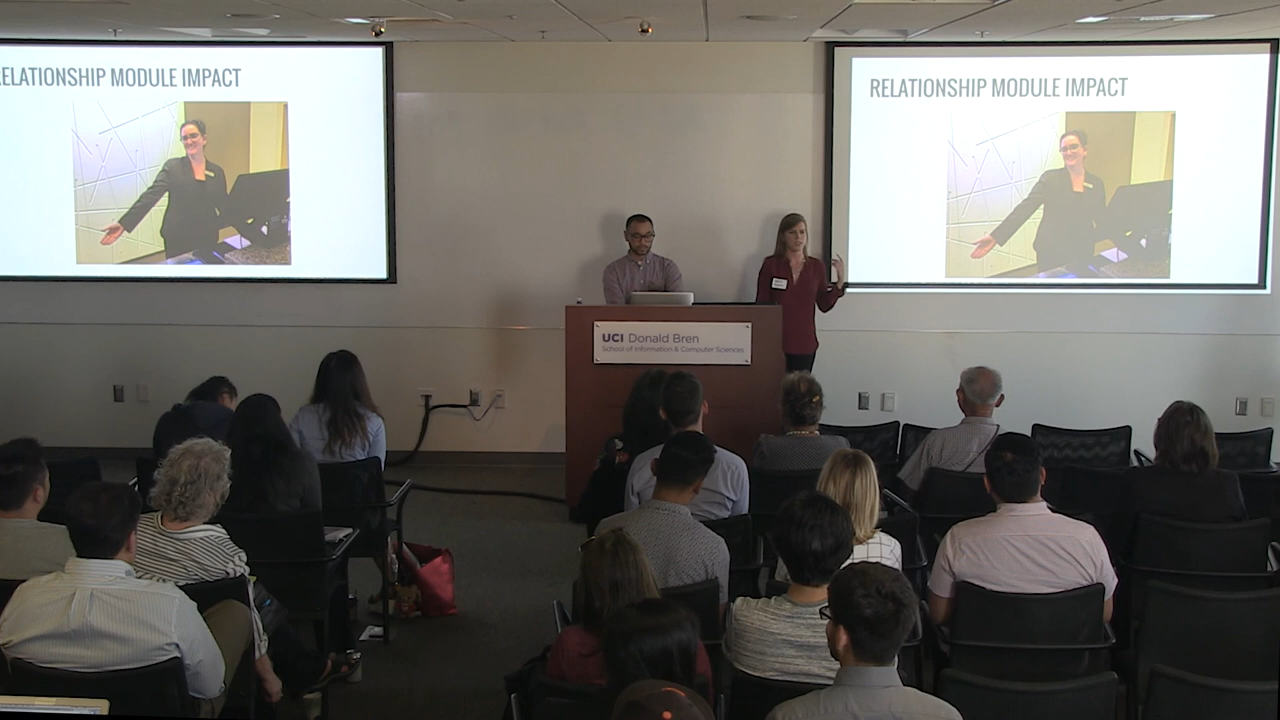 RELATIONSHIP MODULE IMPACT
RELATIONSHIP MODULE IMPACT
UCI Donald Bren
School of Information & Computer Sciences